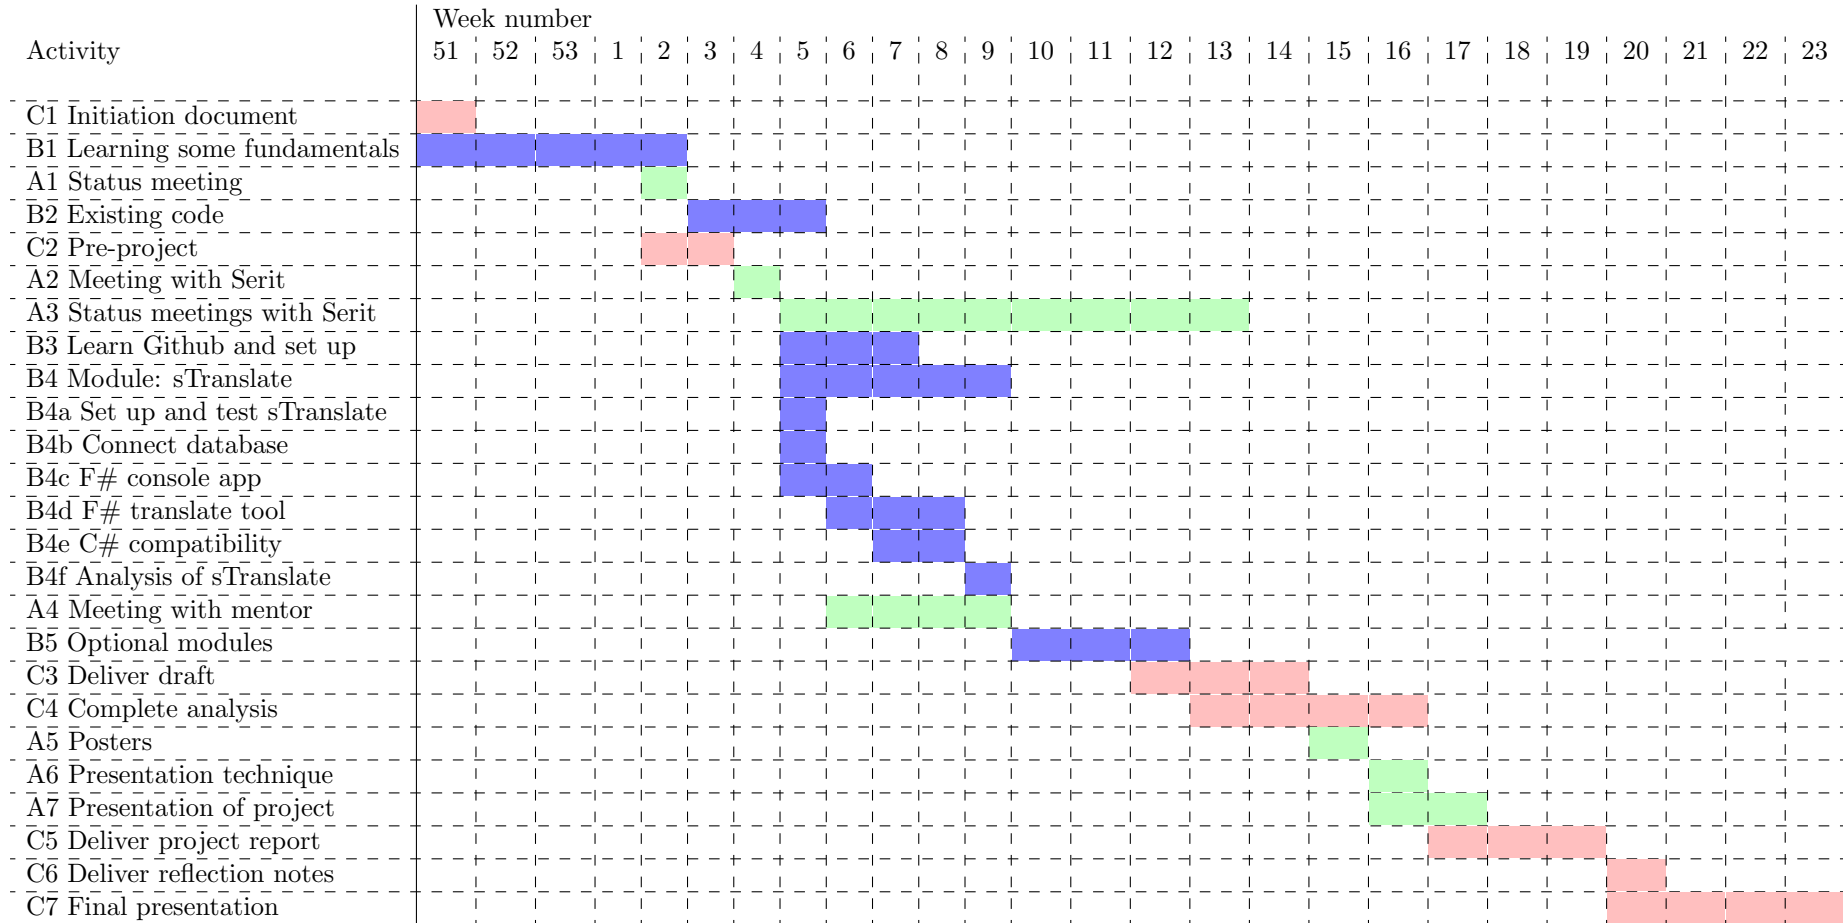 Week number
Activity 51 52 53 1 2 3 4 5 6 7 8 9 10 11 12 13 14 15 16 17 18 19 20 21 22 23
C1 Initiation document
B1 Learning some fundamentals
A1 Status meeting
B2 Existing code
C2 Pre-project
A2 Meeting with Serit
A3 Status meetings with Serit
B3 Learn Github and set up
B4 Module: sTranslate
B4a Set up and test sTranslate
B4b Connect database
B4c F# console app
B4d F# translate tool
B4e C# compatibility
B4f Analysis of sTranslate
A4 Meeting with mentor
B5 Optional modules
C3 Deliver draft
C4 Complete analysis
A5 Posters
A6 Presentation technique
A7 Presentation of project
C5 Deliver project report
C6 Deliver reflection notes
C7 Final presentation